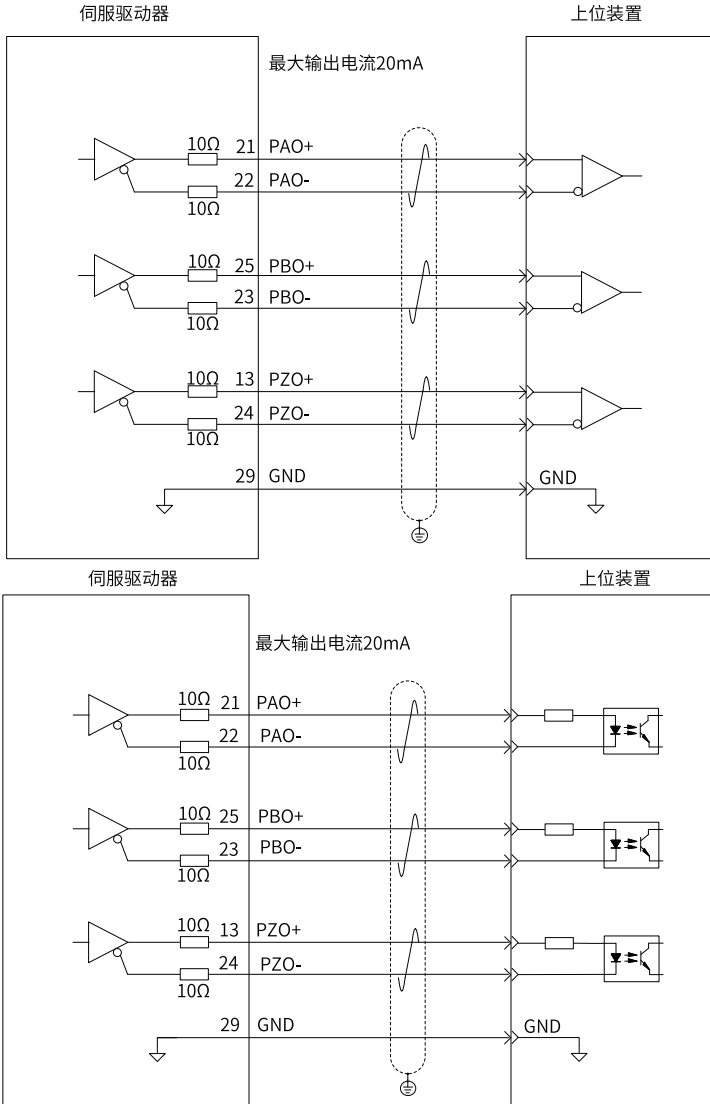 伺服驱动器
上位装置
最大输出电流20mA
10Ω 21 PAO+
22 PAO-
10Ω
10Ω 25 PBO+
23 PBO-
10Ω
10Ω 13 PZO+
24 PZO-
10Ω
29 GND
GND
伺服驱动器
上位装置
最大输出电流20mA
10Ω 21 PAO+
22 PAO-
10Ω
10Ω 25 PBO+
23 PBO-
10Ω
10Ω 13 PZO+
24 PZO-
10Ω
29 GND
GND